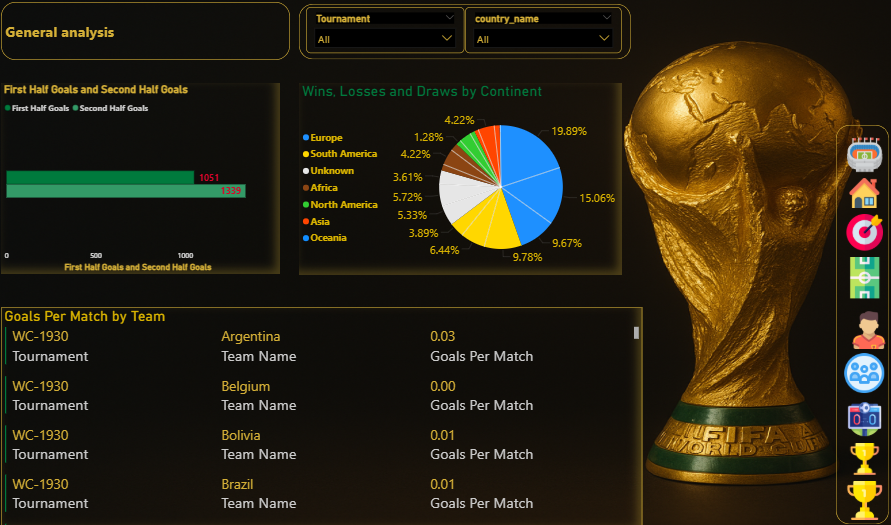 General analysis
Tournament
All
country_name
All
First Half Goals and Second Half Goals
First Half Goals Second Half Goals
1051
1339
0 500 1000
First Half Goals and Second Half Goals
Wins, Losses and Draws by Continent
Europe
South America
Unknown
Africa
North America
Asia
Oceania
4.22%
1.28%
4.22%
3.61%
5.72%
5.33%
3.89%
6.44%
19.89%
15.06%
9.67%
9.78%
Goals Per Match by Team
WC-1930 Argentina 0.03
Tournament Team Name Goals Per Match
WC-1930 Belgium 0.00
Tournament Team Name Goals Per Match
WC-1930 Bolivia 0.01
Tournament Team Name Goals Per Match
WC-1930 Brazil 0.01
Tournament Team Name Goals Per Match
FIFA
WORLD CUP
0:0
1
1